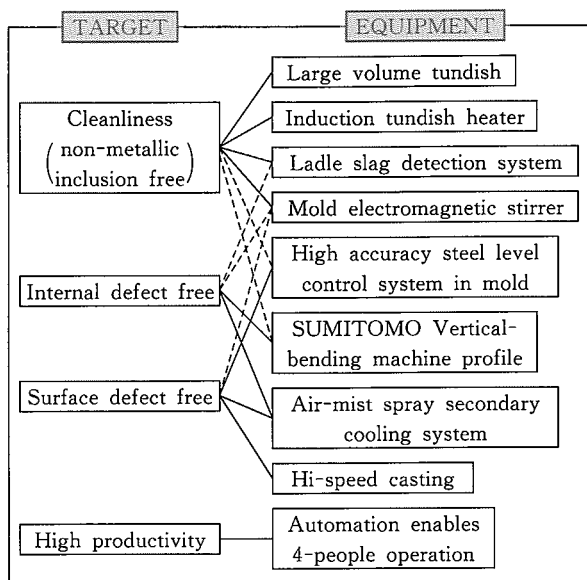 TARGET
EQUIPMENT
Cleanliness
(non-metallic
inclusion free)
Internal defect free
Surface defect free
High productivity
Large volume tundish
Induction tundish heater
Ladle slag detection system
Mold electromagnetic stirrer
High accuracy steel level
control system in mold
SUMITOMO Vertical-
bending machine profile
Air-mist spray secondary
cooling system
Hi-speed casting
Automation enables
4-people operation